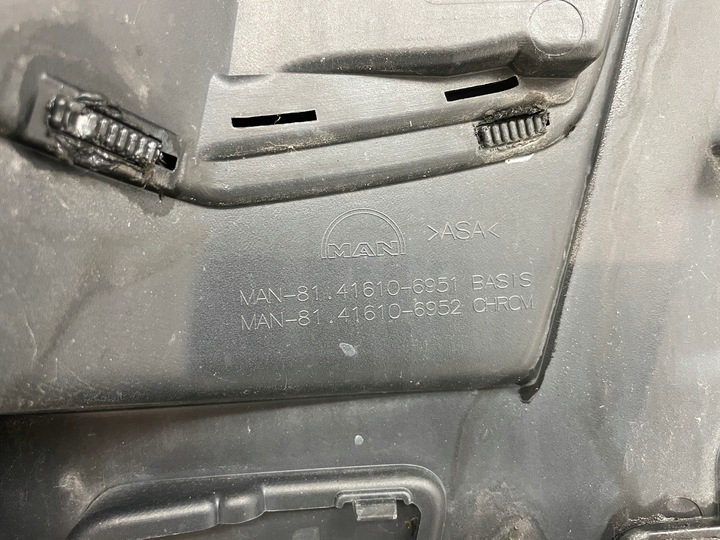 MAN >ASA<
MAN-81.41610-6951 BASIS
MAN-81.41610-6952 CHROM